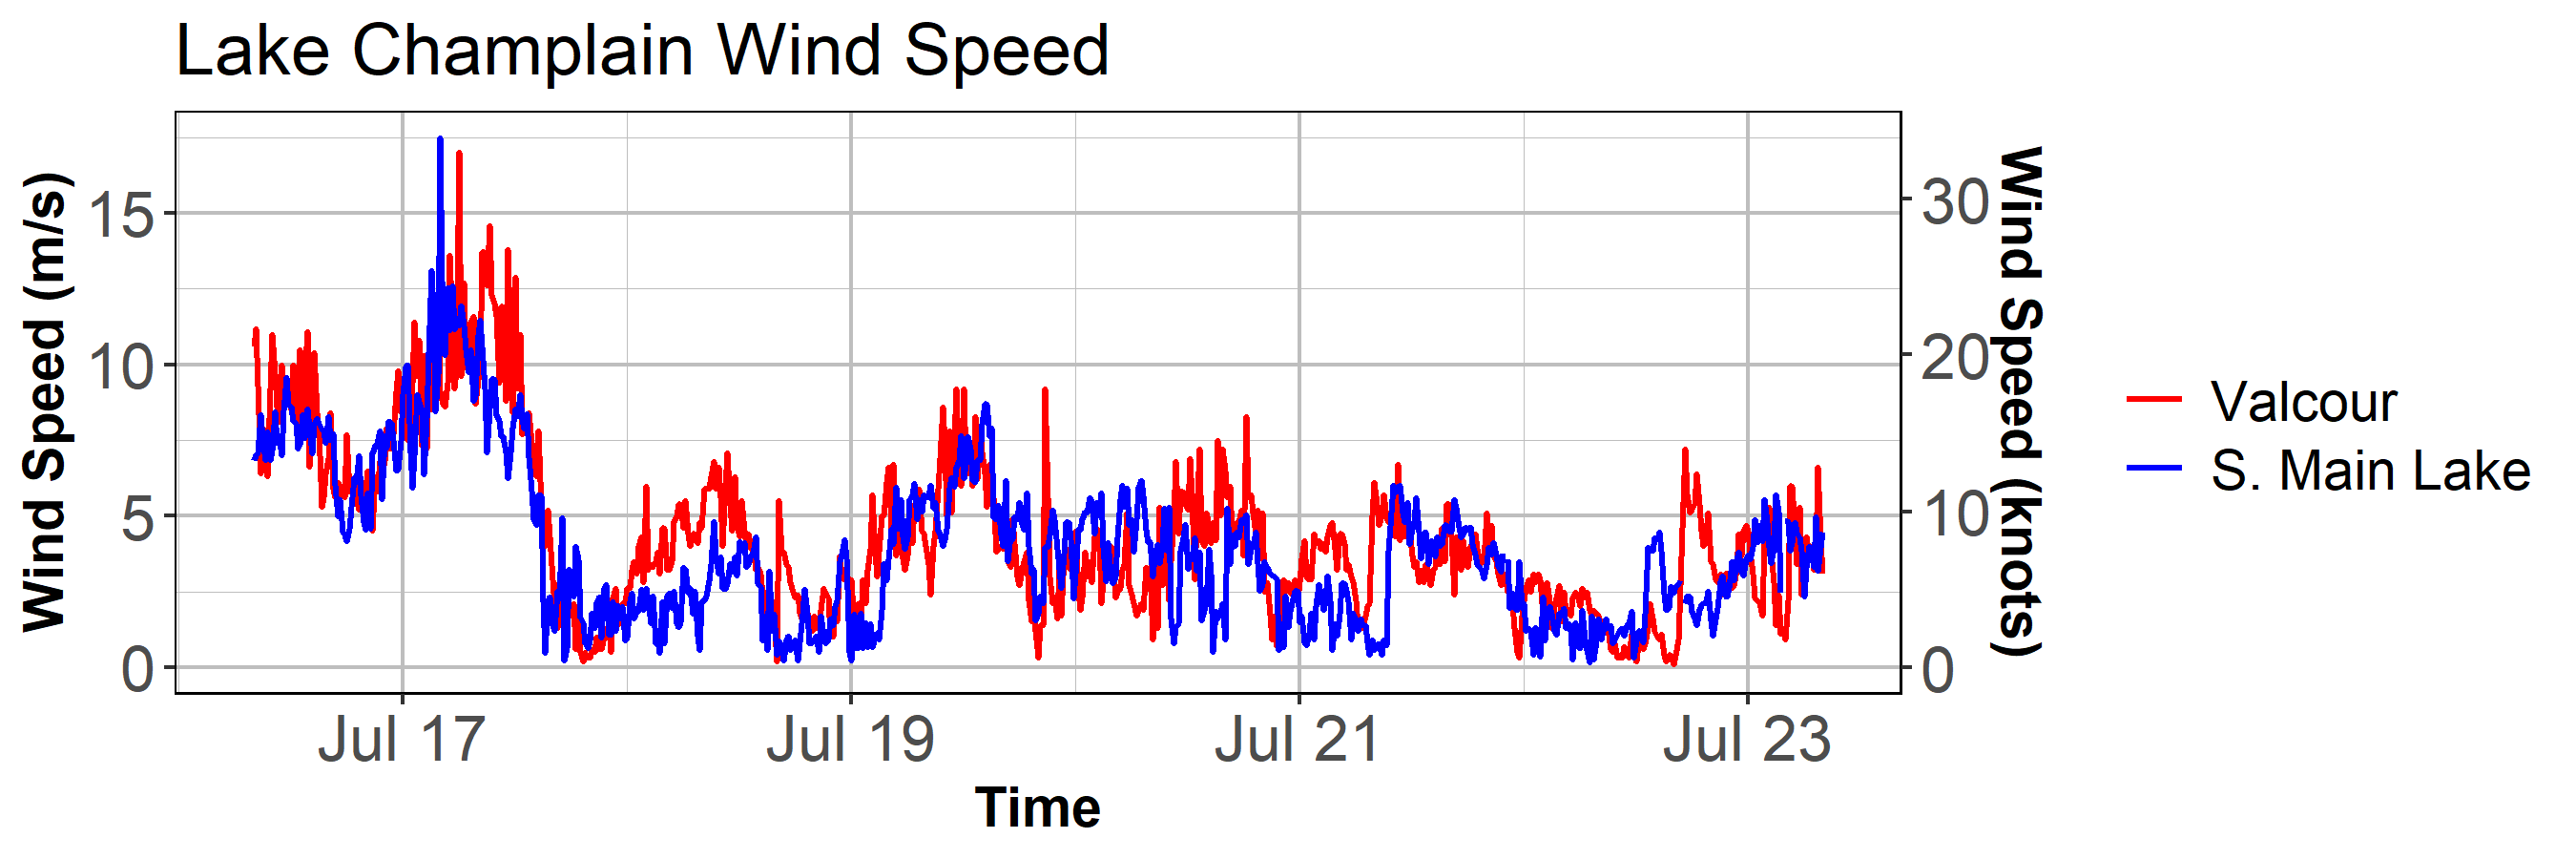 Lake Champlain Wind Speed
Wind Speed (m/s)
15
10
5
0
30
20
10
0
Wind Speed (knots)
Jul 17
Jul 19
Jul 21
Jul 23
Time
Valcour
S. Main Lake